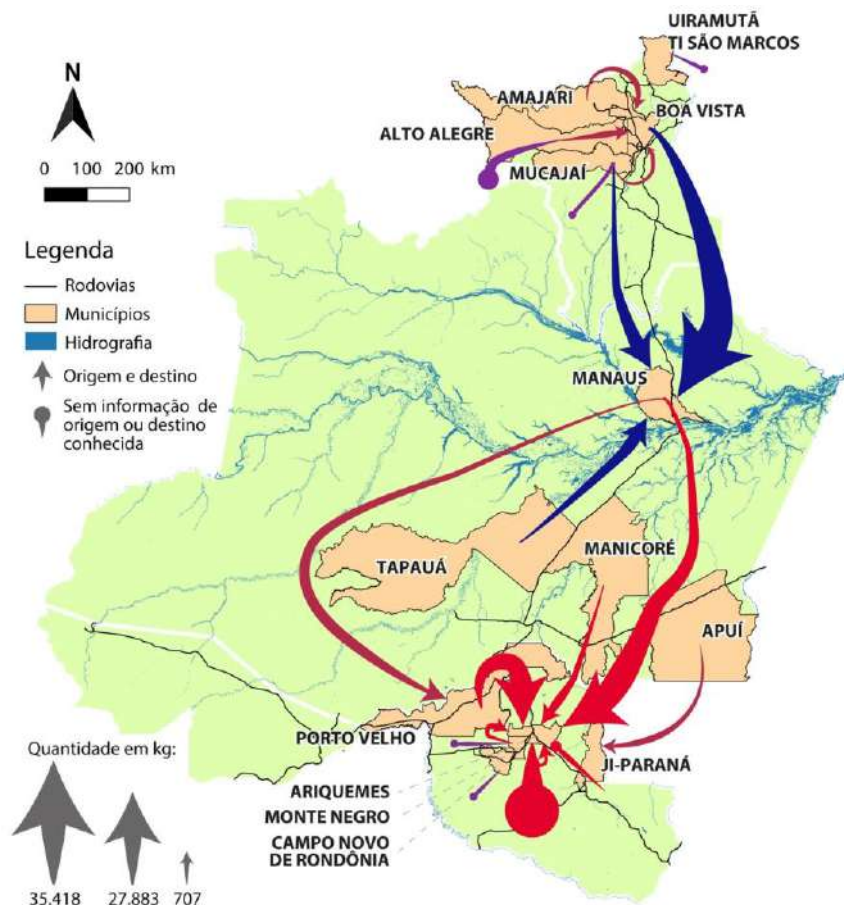 UIRAMUTÁ
TI SÃO MARCOS
N
AMAJARI
BOA VISTA
ALTO ALEGRE
0 100 200 km
MUCAJAÍ
Legenda
Rodovias
Municípios
Hidrografia
Origem e destino
Sem informação de
origem ou destino
conhecida
MANAUS
TAPAUÁ
MANICORÉ
APUÍ
PORTO VELHO
Quantidade em kg:
JI-PARANÁ
ARIQUEMES
MONTE NEGRO
CAMPO NOVO
DE RONDÔNIA
35.418 27.883 707